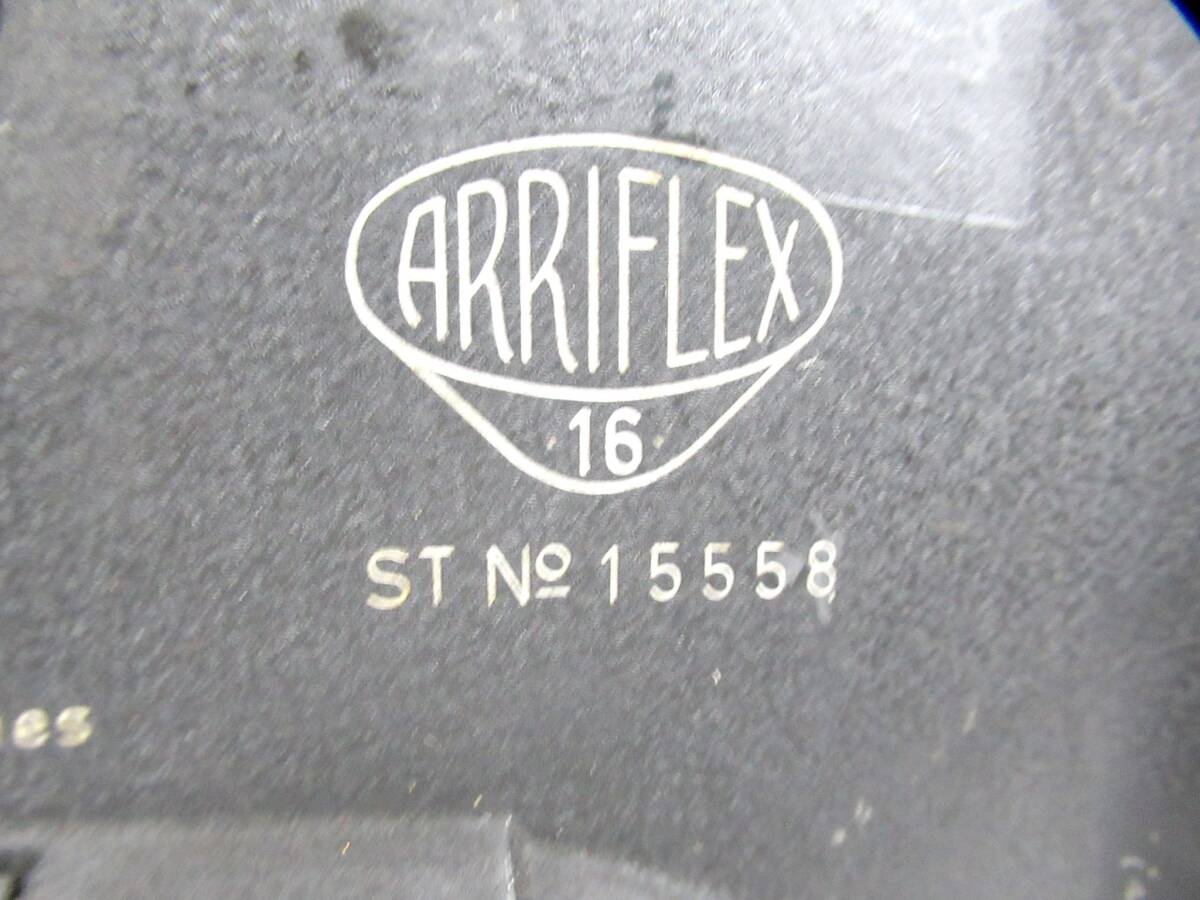 ARRIFLEX
16
ST Nº 15558